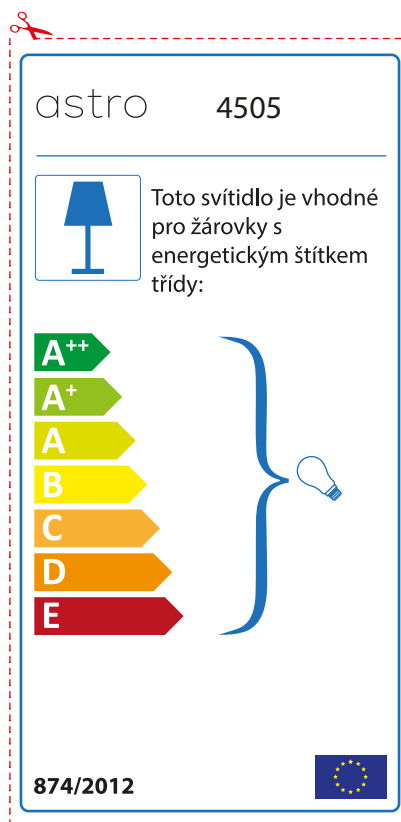 astro 4505
Toto svítidlo je vhodné
pro žárovky s
energetickým štítkem
třídy:
A++
A+
A
B
C
D
E
874/2012